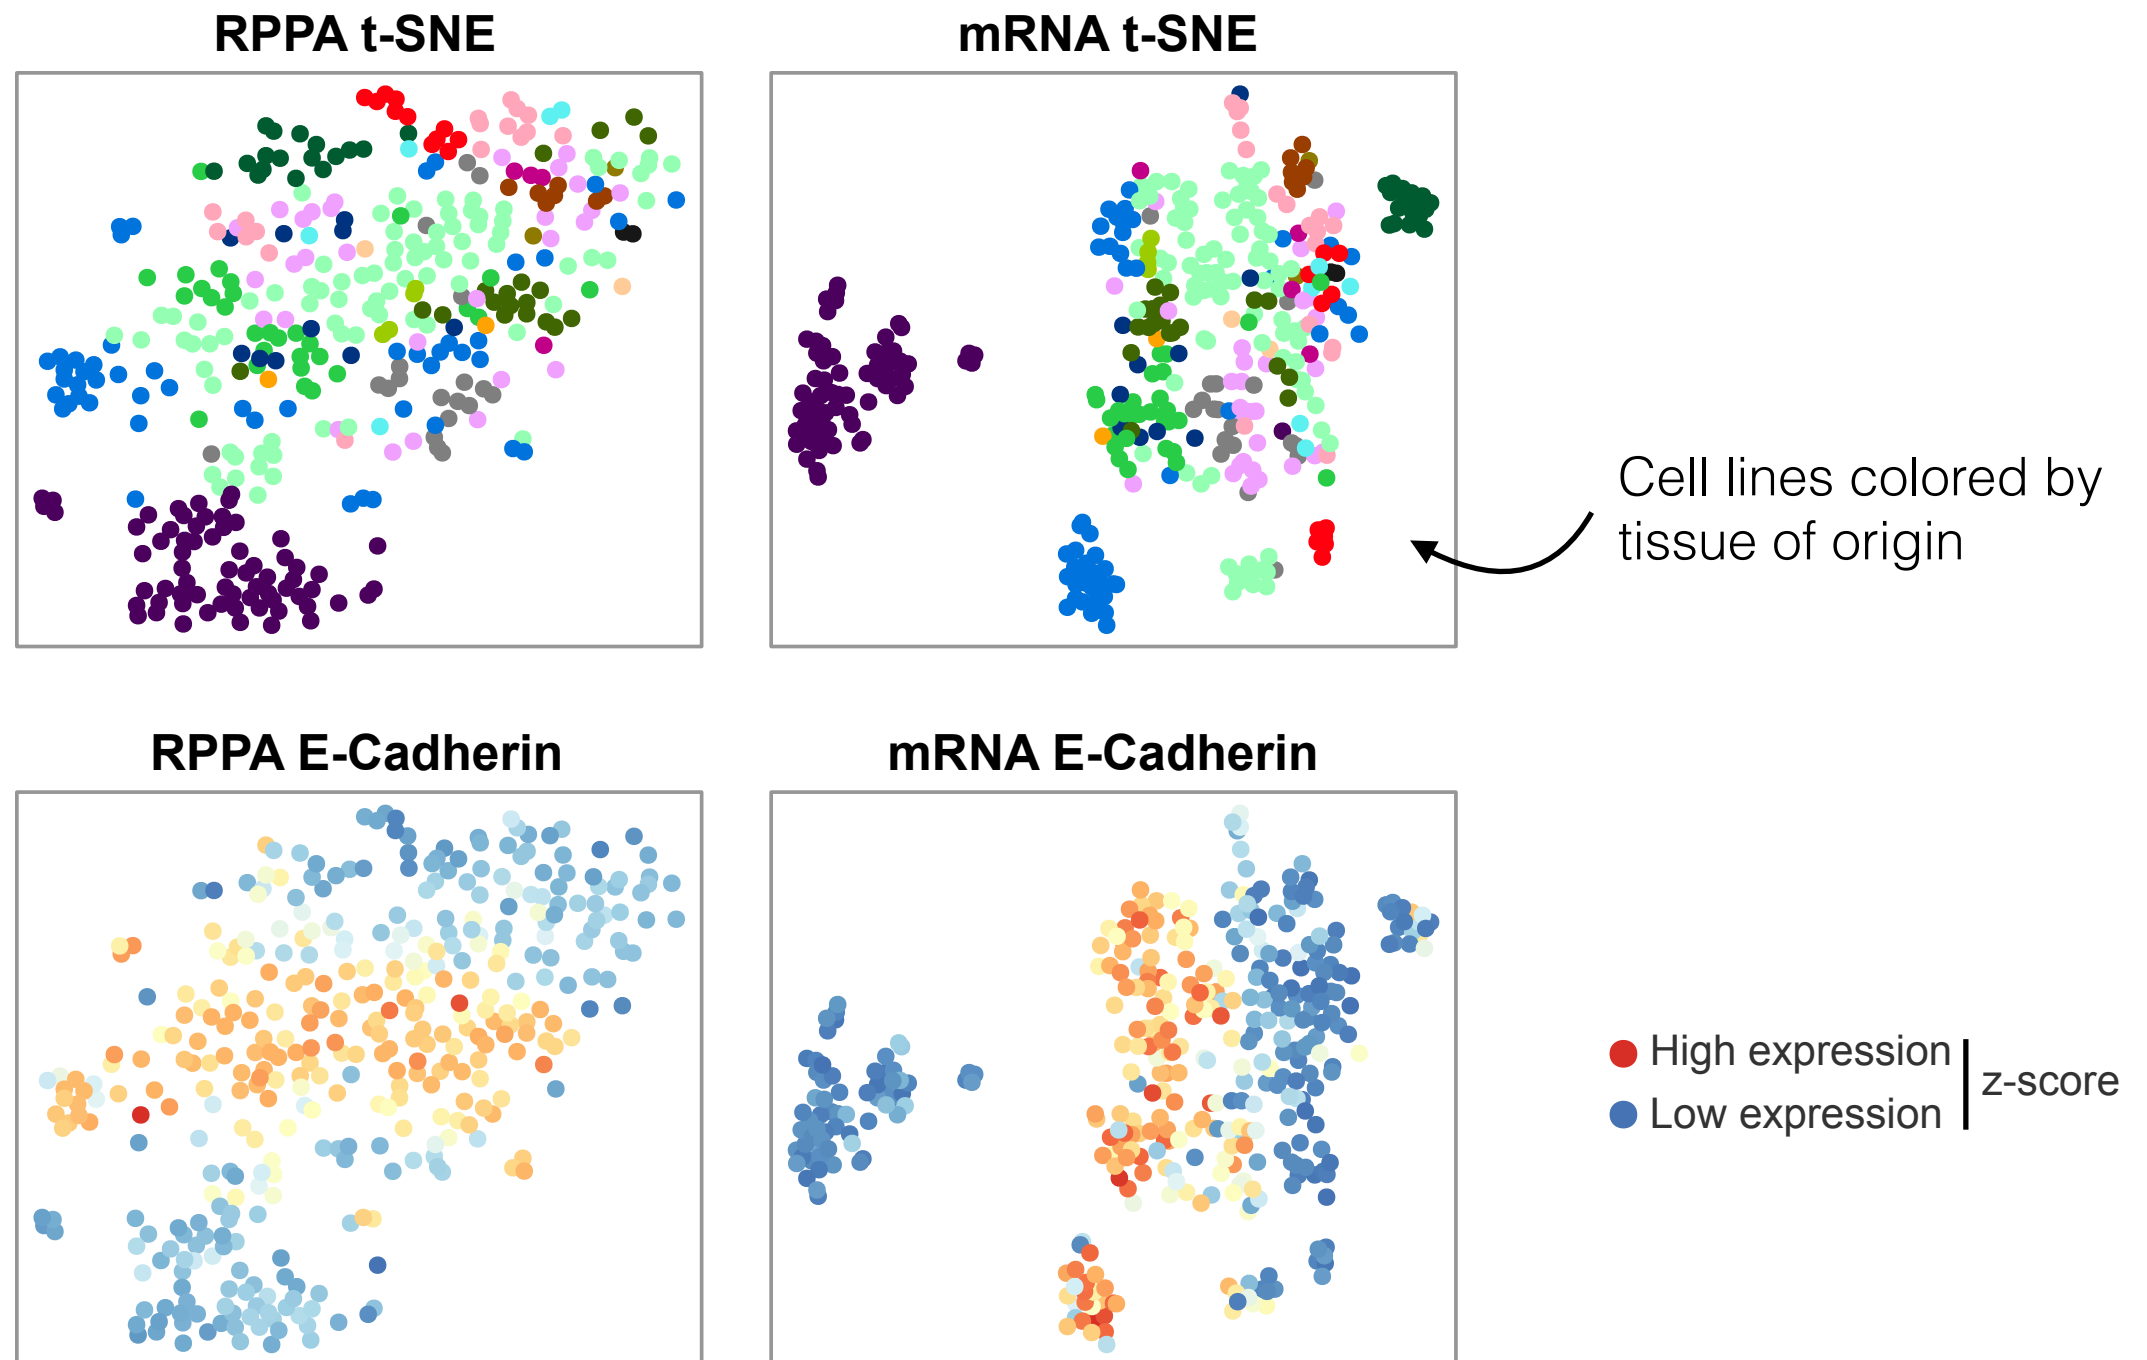 RPPA t-SNE
mRNA t-SNE
Cell lines colored by
tissue of origin
RPPA E-Cadherin
mRNA E-Cadherin
High expression
Low expression
z-score